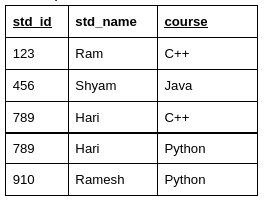 std_id std_name course
123 Ram C++
456 Shyam Java
789 Hari C++
789 Hari Python
910 Ramesh Python